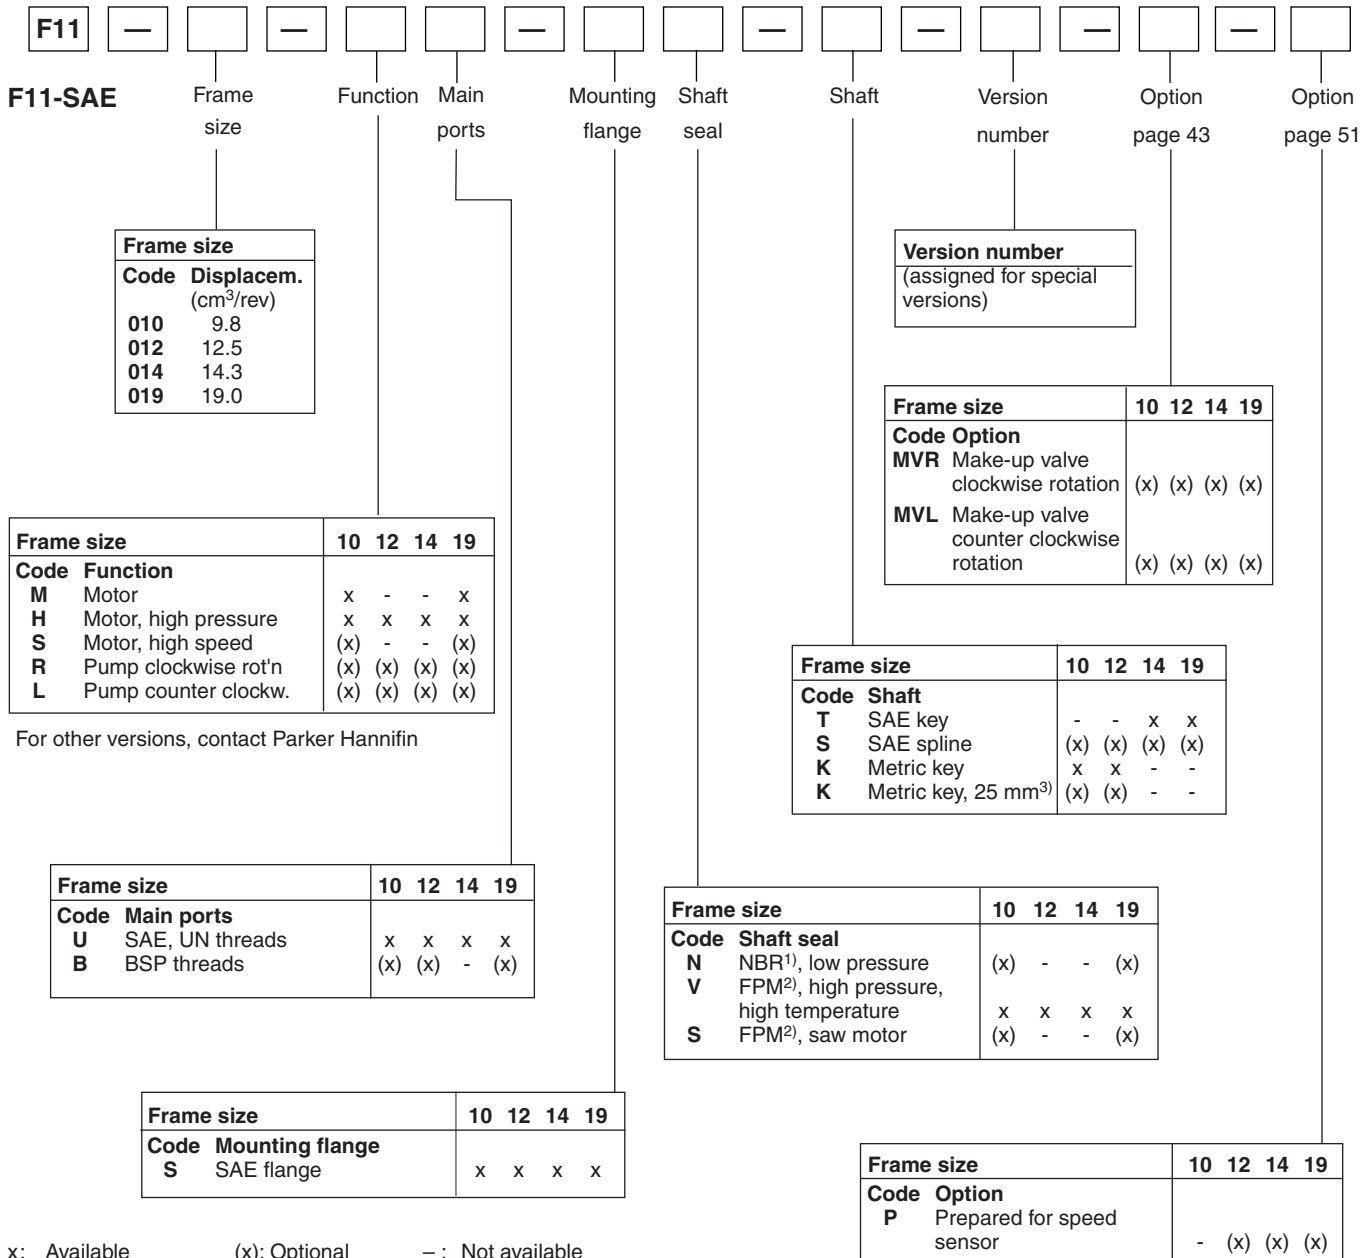 F11 — — — — — — —
F11-SAE Frame size Function Main ports Mounting flange Shaft seal Shaft Version number Option page 43 Option page 51
Frame size
Code Displacem.
(cm³/rev)
010 9.8
012 12.5
014 14.3
019 19.0
Version number
(assigned for special
versions)
Frame size 10 12 14 19
Code Option
MVR Make-up valve
clockwise rotation (x) (x) (x) (x)
MVL Make-up valve
counter clockwise
rotation (x) (x) (x) (x)
Frame size 10 12 14 19
Code Function
M Motor x - - x
H Motor, high pressure x x x x
S Motor, high speed (x) - - (x)
R Pump clockwise rot'n (x) (x) (x) (x)
L Pump counter clockw. (x) (x) (x) (x)
For other versions, contact Parker Hannifin
Frame size 10 12 14 19
Code Shaft
T SAE key - - x x
S SAE spline (x) (x) (x) (x)
K Metric key x x - -
K Metric key, 25 mm³⁾ (x) (x) - -
Frame size 10 12 14 19
Code Main ports
U SAE, UN threads x x x x
B BSP threads (x) (x) - (x)
Frame size 10 12 14 19
Code Shaft seal
N NBR¹⁾, low pressure (x) - - (x)
V FPM²⁾, high pressure,
high temperature x x x x
S FPM²⁾, saw motor (x) - - (x)
Frame size 10 12 14 19
Code Mounting flange
S SAE flange x x x x
Frame size 10 12 14 19
Code Option
P Prepared for speed
sensor - (x) (x) (x)
x: Available (x): Optional – : Not available